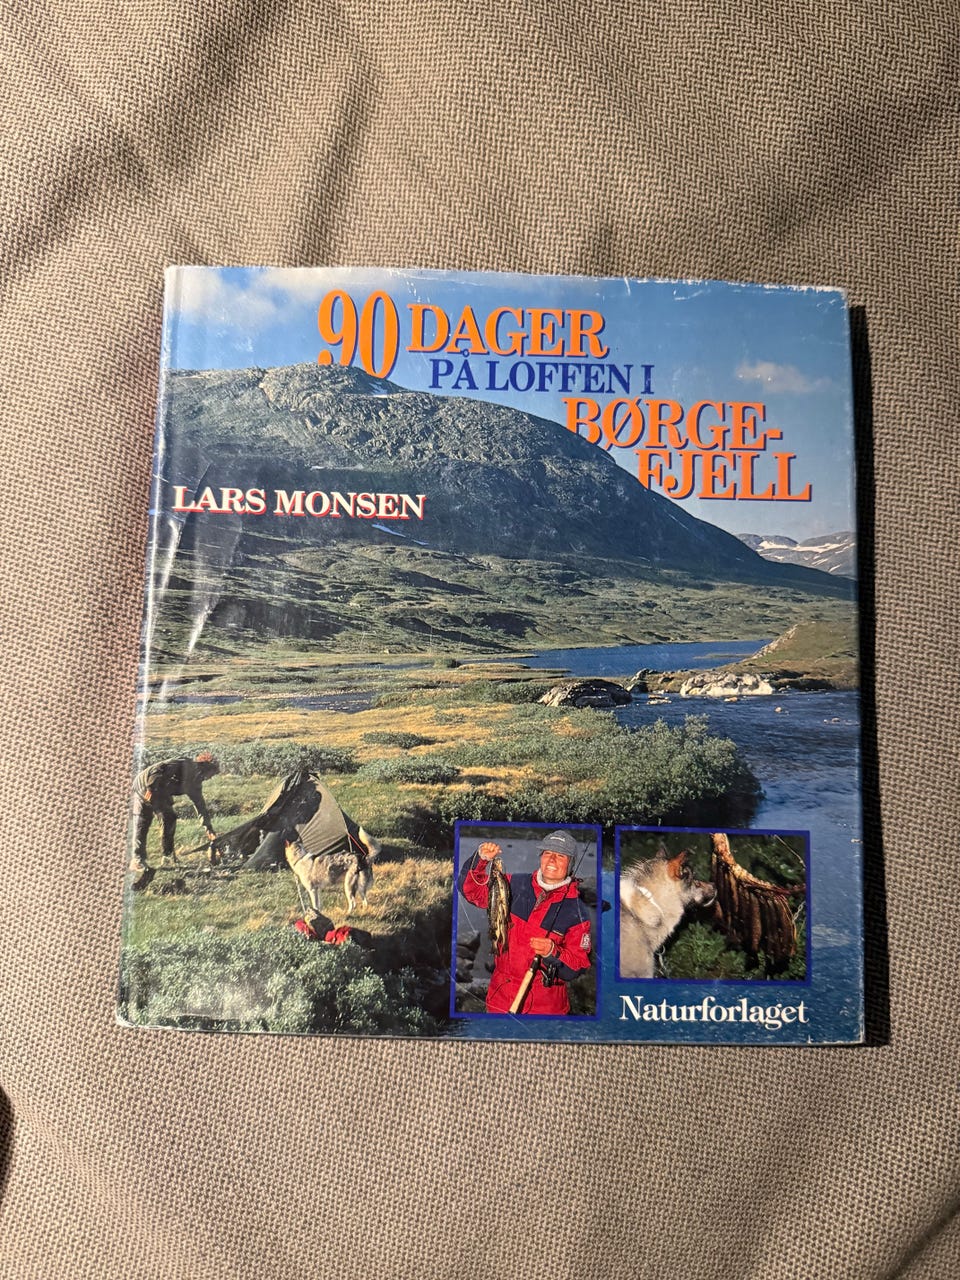 90 DAGER
PÅ LOFFEN I
BØRGE-
FJELL
LARS MONSEN
Naturforlaget